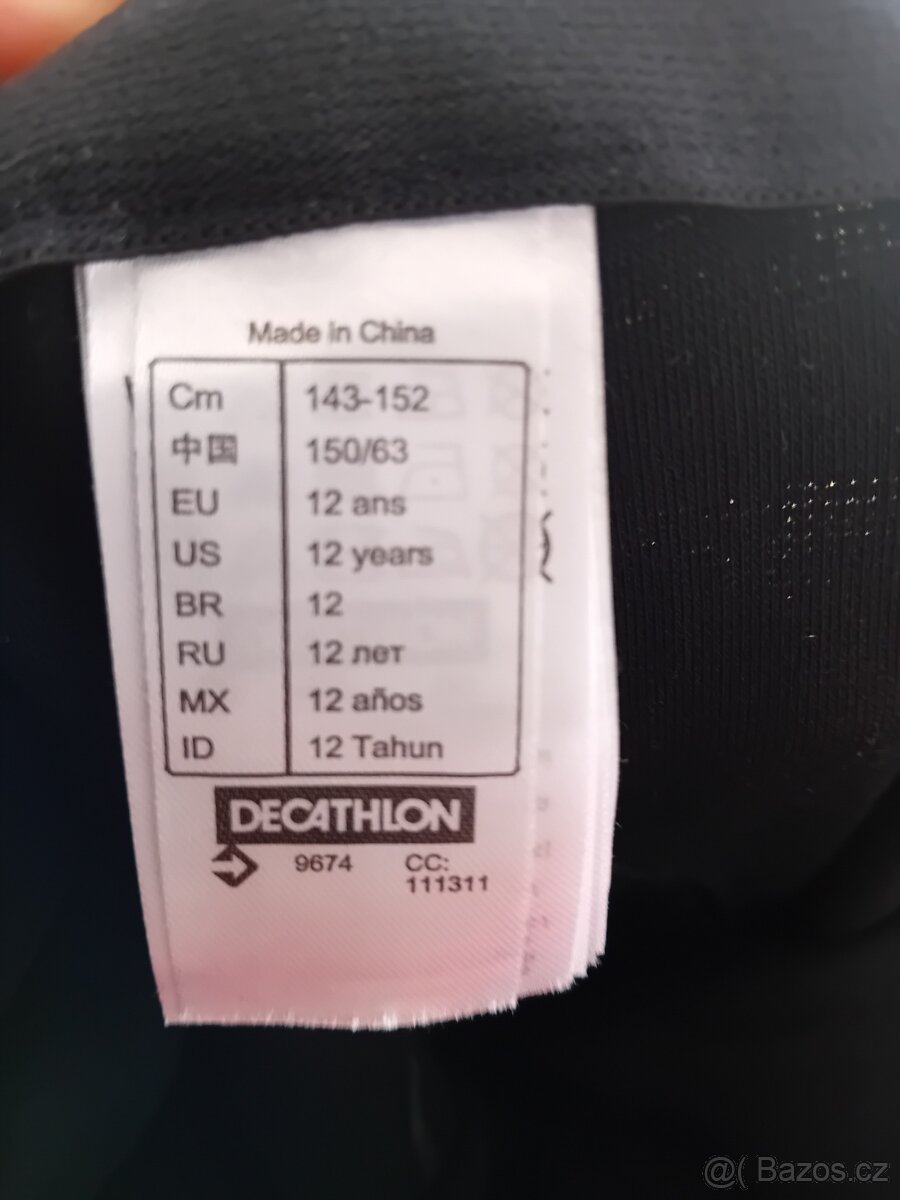 Made in China
Cm 143-152
中国 150/63
EU 12 ans
US 12 years
BR 12
RU 12 лет
MX 12 años
ID 12 Tahun
DECATHLON
9674 CC:
111311
@( Bazos.cz